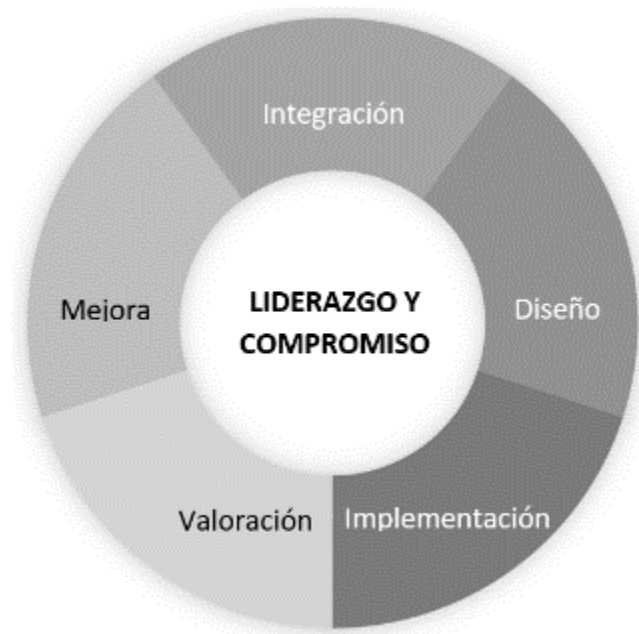 Integración
Mejora
LIDERAZGO Y
COMPROMISO
Diseño
Valoración
Implementación